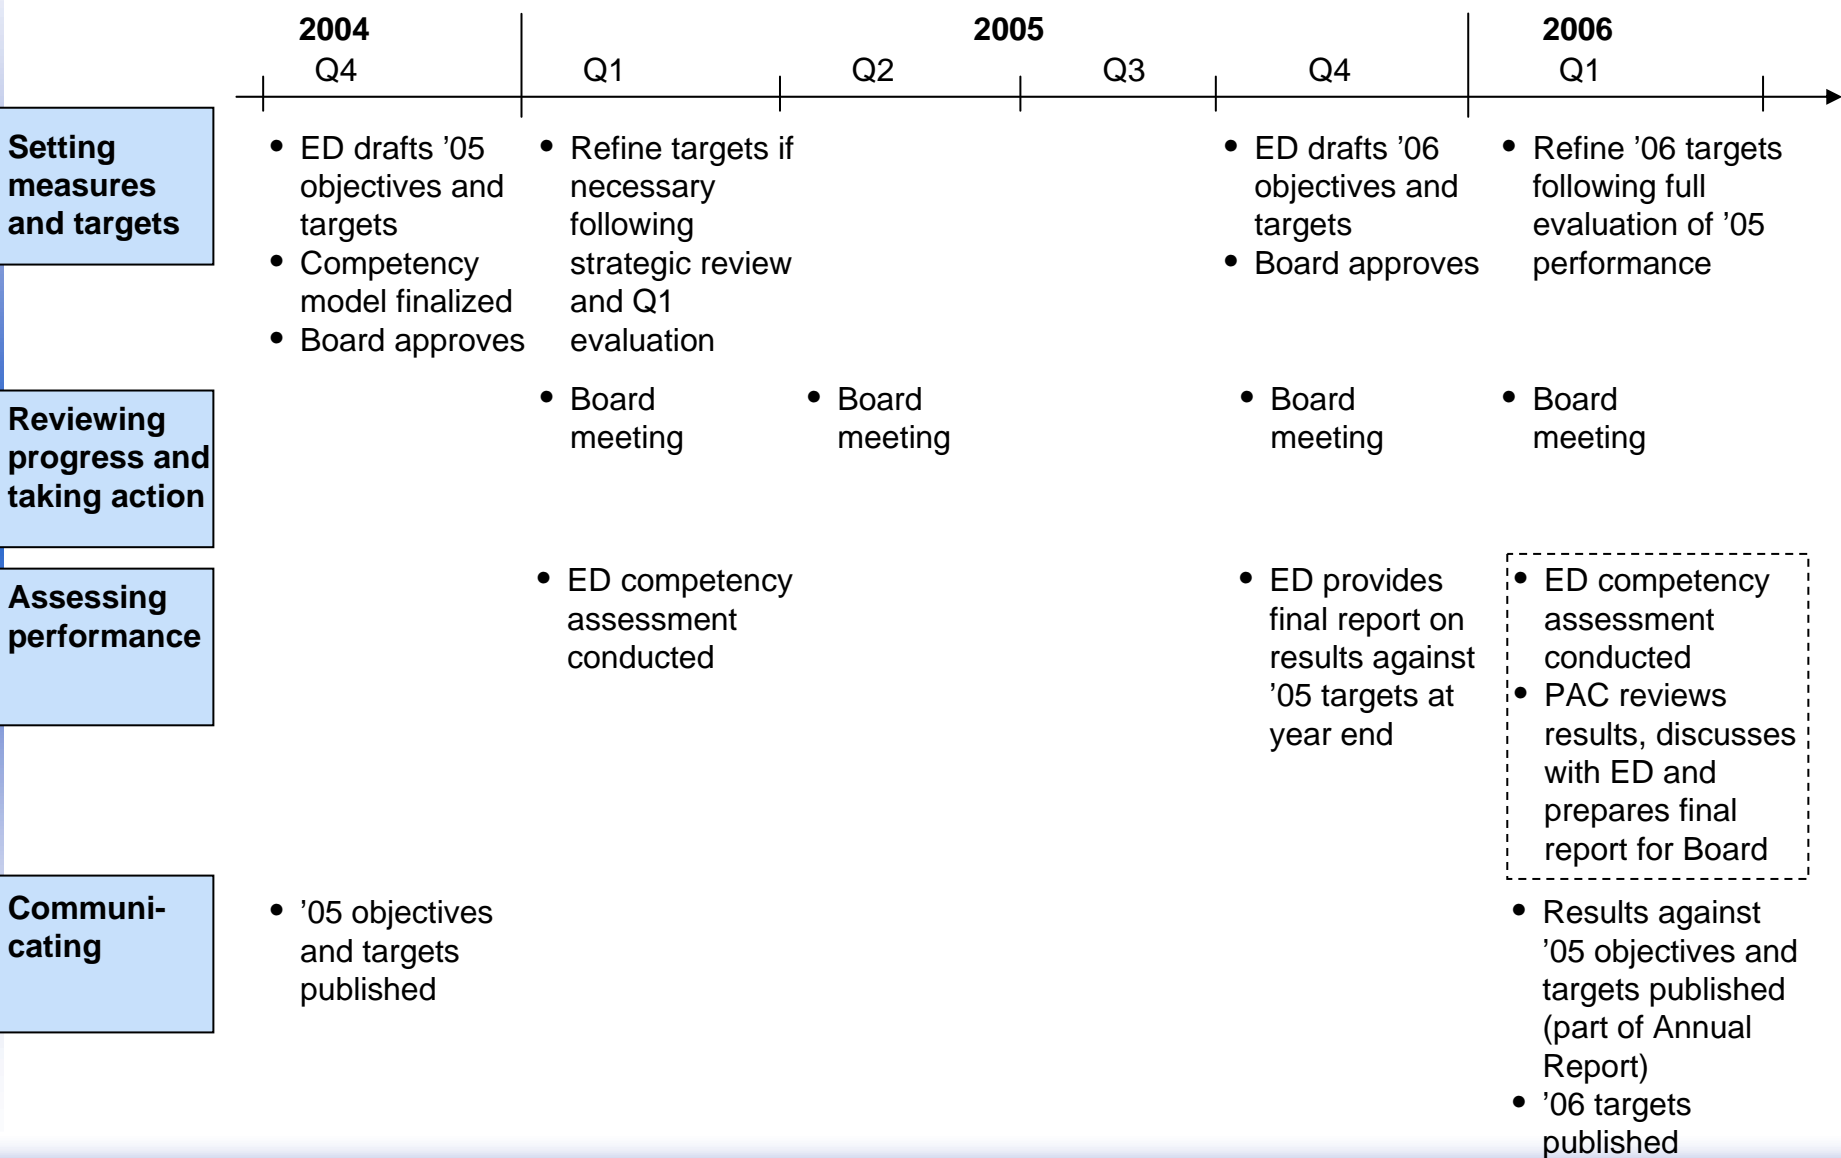 2004
2005
2006
Q4
Q1
Q2
Q3
Q4
Q1
Setting
measures
and targets
• ED drafts ’05
objectives and
targets
• Competency
model finalized
• Board approves
• Refine targets if
necessary
following
strategic review
and Q1
evaluation
• ED drafts ’06
objectives and
targets
• Board approves
• Refine ’06 targets
following full
evaluation of ’05
performance
Reviewing
progress and
taking action
• Board
meeting
• Board
meeting
• Board
meeting
• Board
meeting
Assessing
performance
• ED competency
assessment
conducted
• ED provides
final report on
results against
’05 targets at
year end
• ED competency
assessment
conducted
• PAC reviews
results, discusses
with ED and
prepares final
report for Board
Communi-
cating
• ’05 objectives
and targets
published
• Results against
’05 objectives and
targets published
(part of Annual
Report)
• ’06 targets
published